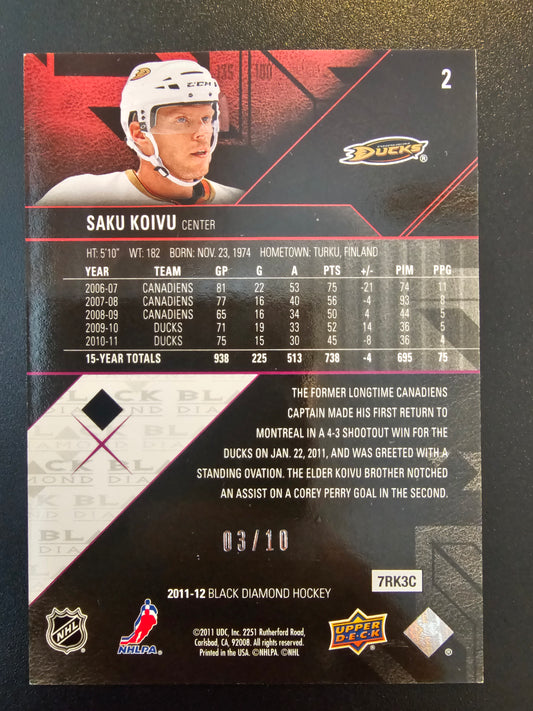 2
CCM
DUCKS®
SAKU KOIVU CENTER
HT: 5'10" WT: 182 BORN: NOV. 23, 1974 HOMETOWN: TURKU, FINLAND
YEAR TEAM GP G A PTS +/- PIM PPG
2006-07 CANADIENS 81 22 53 75 -21 74 11
2007-08 CANADIENS 77 16 40 56 -4 93 8
2008-09 CANADIENS 65 16 34 50 4 44 5
2009-10 DUCKS 71 19 33 52 14 36 5
2010-11 DUCKS 75 15 30 45 -8 36 4
15-YEAR TOTALS 938 225 513 738 -4 695 75
THE FORMER LONGTIME CANADIENS
CAPTAIN MADE HIS FIRST RETURN TO
MONTREAL IN A 4-3 SHOOTOUT WIN FOR THE
DUCKS ON JAN. 22, 2011, AND WAS GREETED WITH A
STANDING OVATION. THE ELDER KOIVU BROTHER NOTCHED
AN ASSIST ON A COREY PERRY GOAL IN THE SECOND.
03/10
7RK3C
2011-12 BLACK DIAMOND HOCKEY
NHL
NHLPA.
©2011 UDC, Inc. 2251 Rutherford Road,
Carlsbad, CA, 92008. All rights reserved.
Printed in the USA. ©NHLPA. ©NHL
UPPER
DECK
®